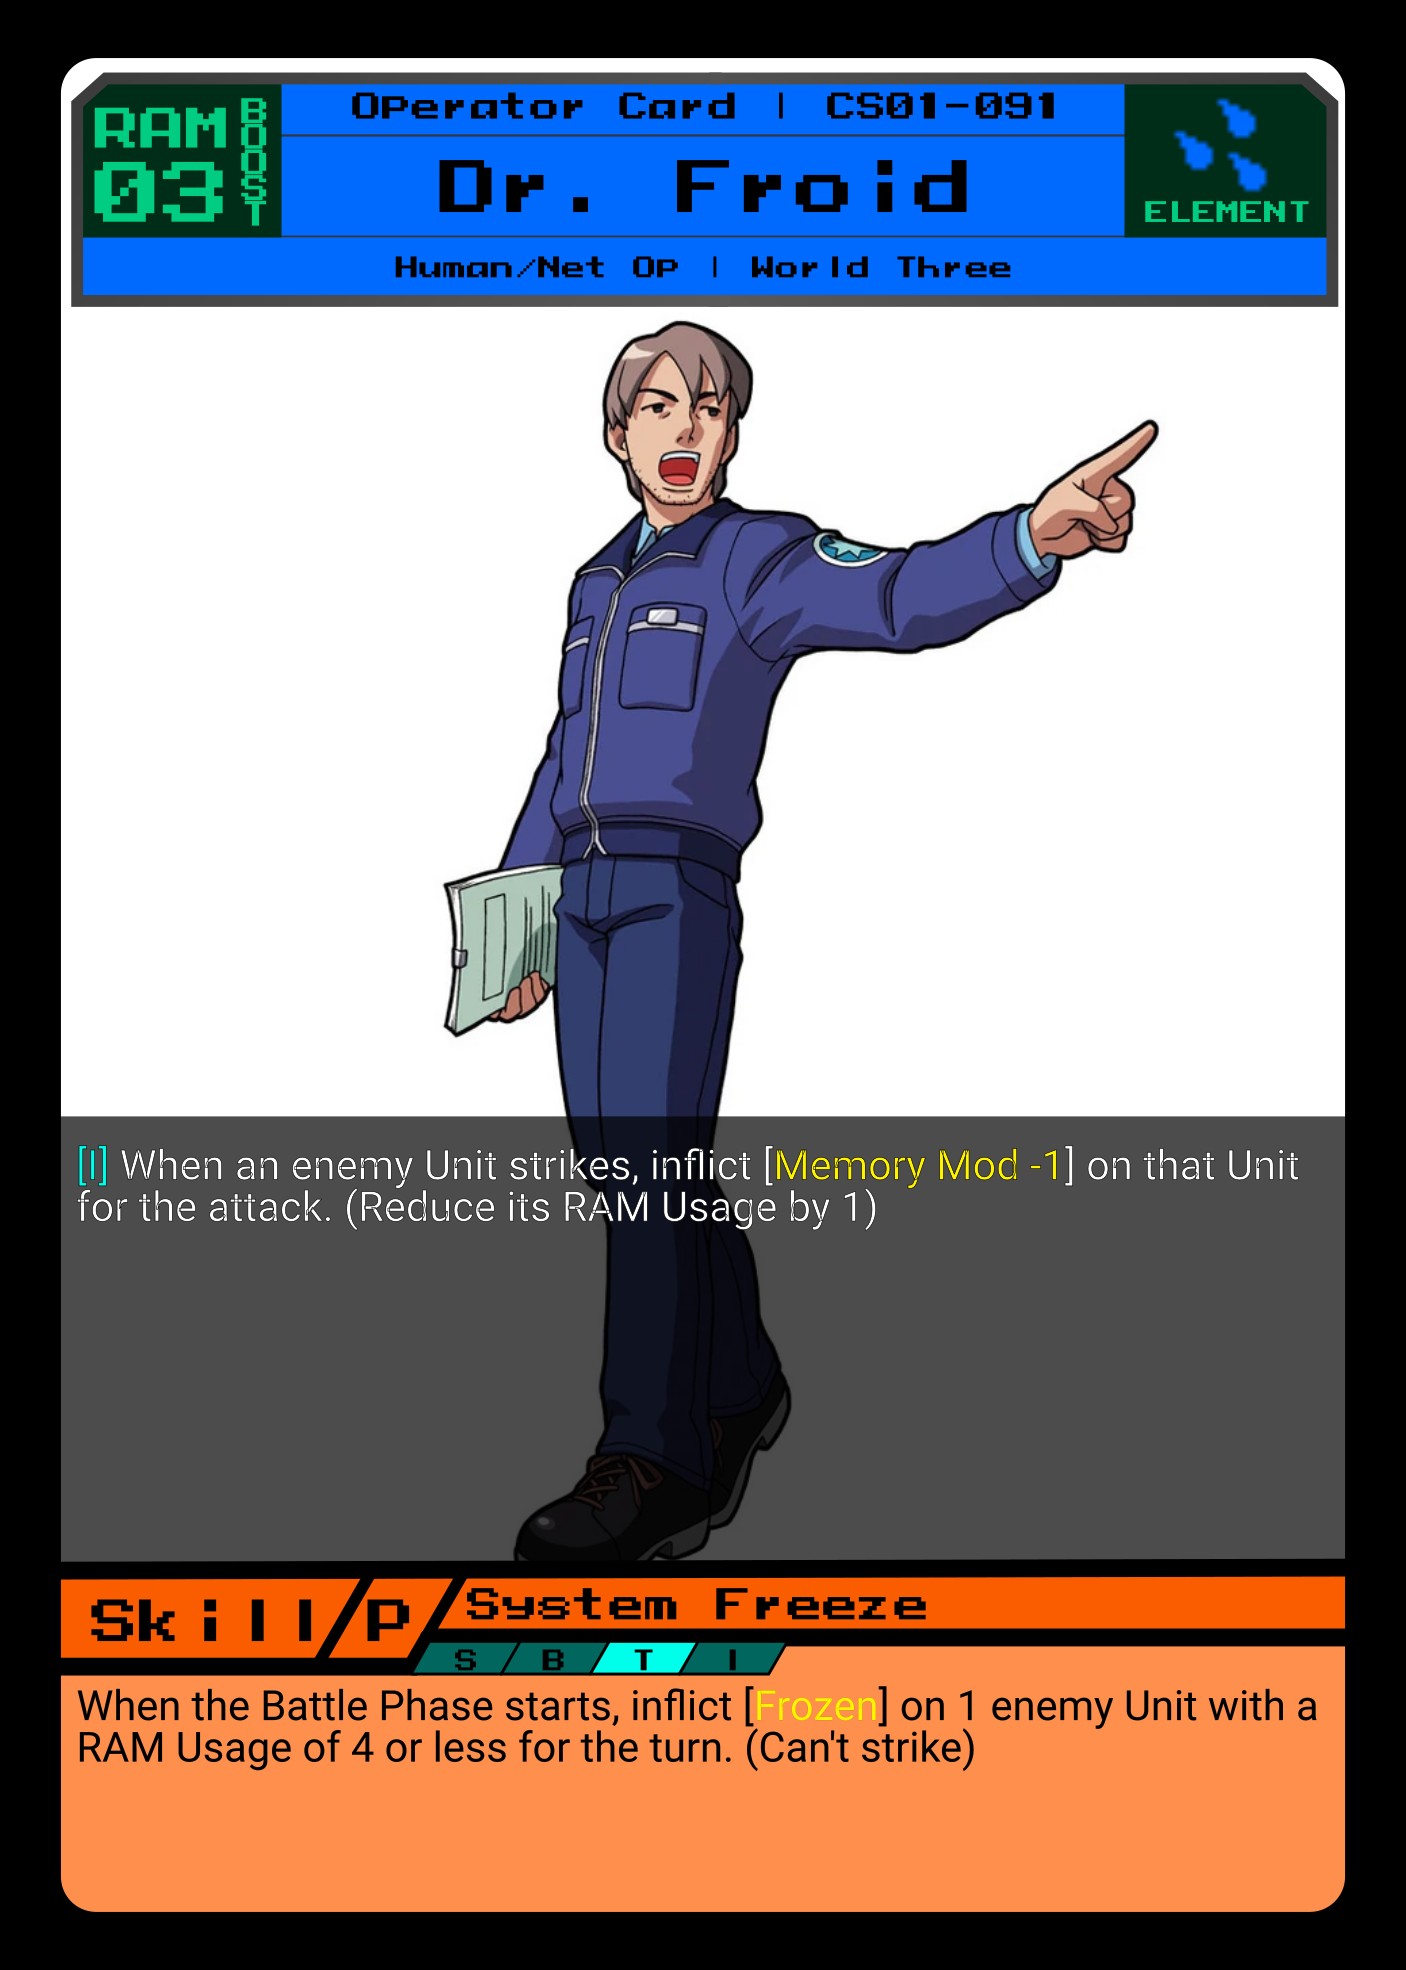 RAM
03
BOOST
Operator Card | CS01-091
Dr. Froid
ELEMENT
Human/Net Op | World Three
[I] When an enemy Unit strikes, inflict [Memory Mod -1] on that Unit
for the attack. (Reduce its RAM Usage by 1)
Skill/P
System Freeze
S B T I
When the Battle Phase starts, inflict [Frozen] on 1 enemy Unit with a
RAM Usage of 4 or less for the turn. (Can't strike)